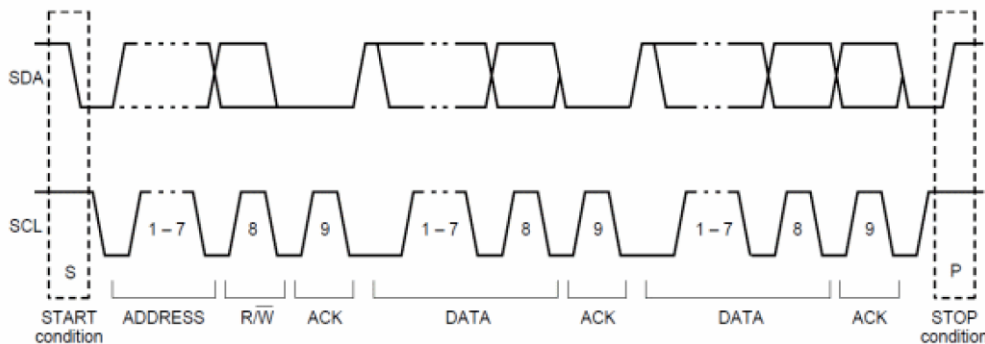 SDA
SCL
1 – 7
8
9
1 – 7
8
9
1 – 7
8
9
S
P
START
condition
ADDRESS
R/W̅
ACK
DATA
ACK
DATA
ACK
STOP
condition